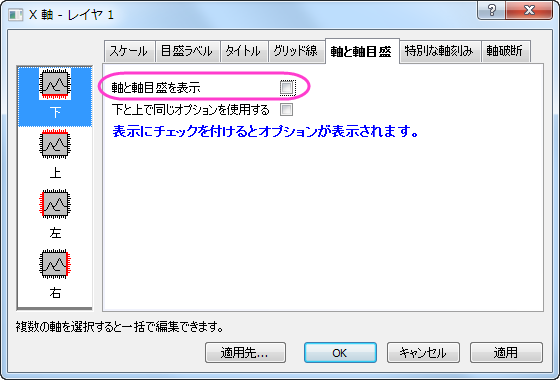 X 軸 - レイヤ 1
スケール 目盛ラベル タイトル グリッド線 軸と軸目盛 特別な軸刻み 軸破断
軸と軸目盛を表示
下と上で同じオプションを使用する
表示にチェックを付けるとオプションが表示されます。
下
上
左
右
複数の軸を選択すると一括で編集できます。
適用先... OK キャンセル 適用